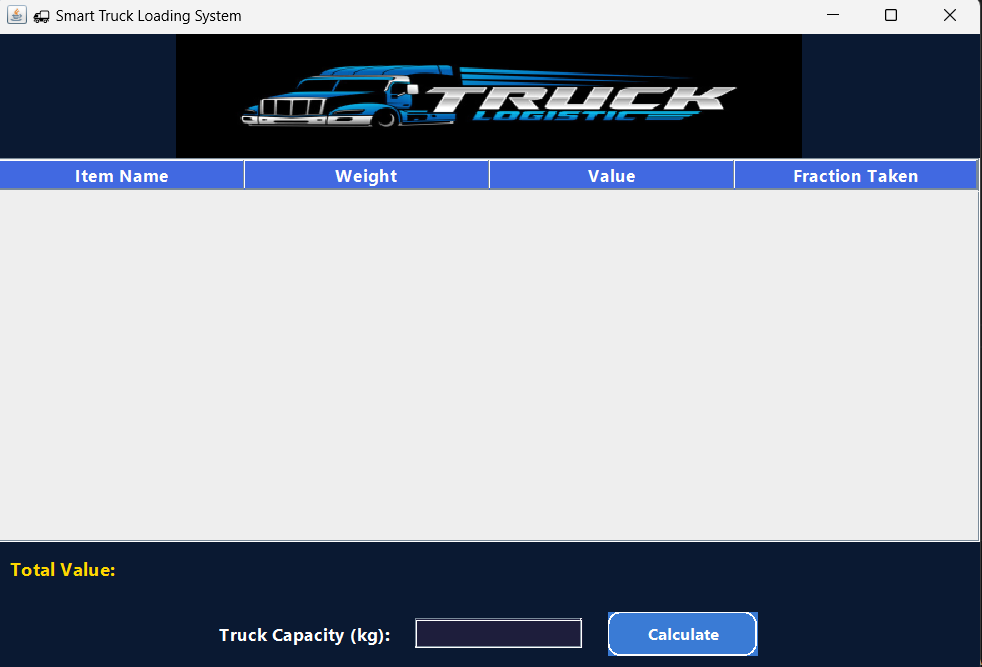 Smart Truck Loading System
TRUCK
LOGISTIC
Item Name Weight Value Fraction Taken
Total Value:
Truck Capacity (kg): Calculate